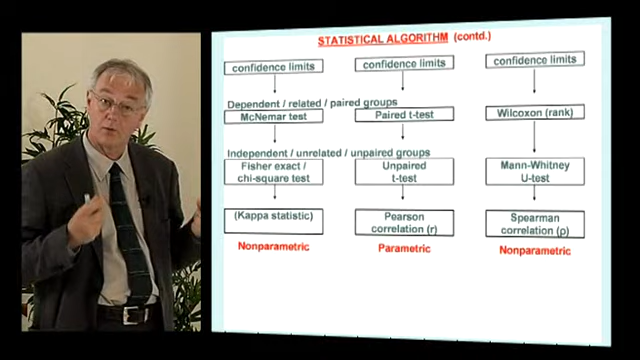 STATISTICAL ALGORITHM (contd.)
confidence limits
confidence limits
confidence limits
Dependent / related / paired groups
McNemar test
Paired t-test
Wilcoxon (rank)
Independent / unrelated / unpaired groups
Fisher exact /
chi-square test
Unpaired
t-test
Mann-Whitney
U-test
(Kappa statistic)
Pearson
correlation (r)
Spearman
correlation (ρ)
Nonparametric
Parametric
Nonparametric